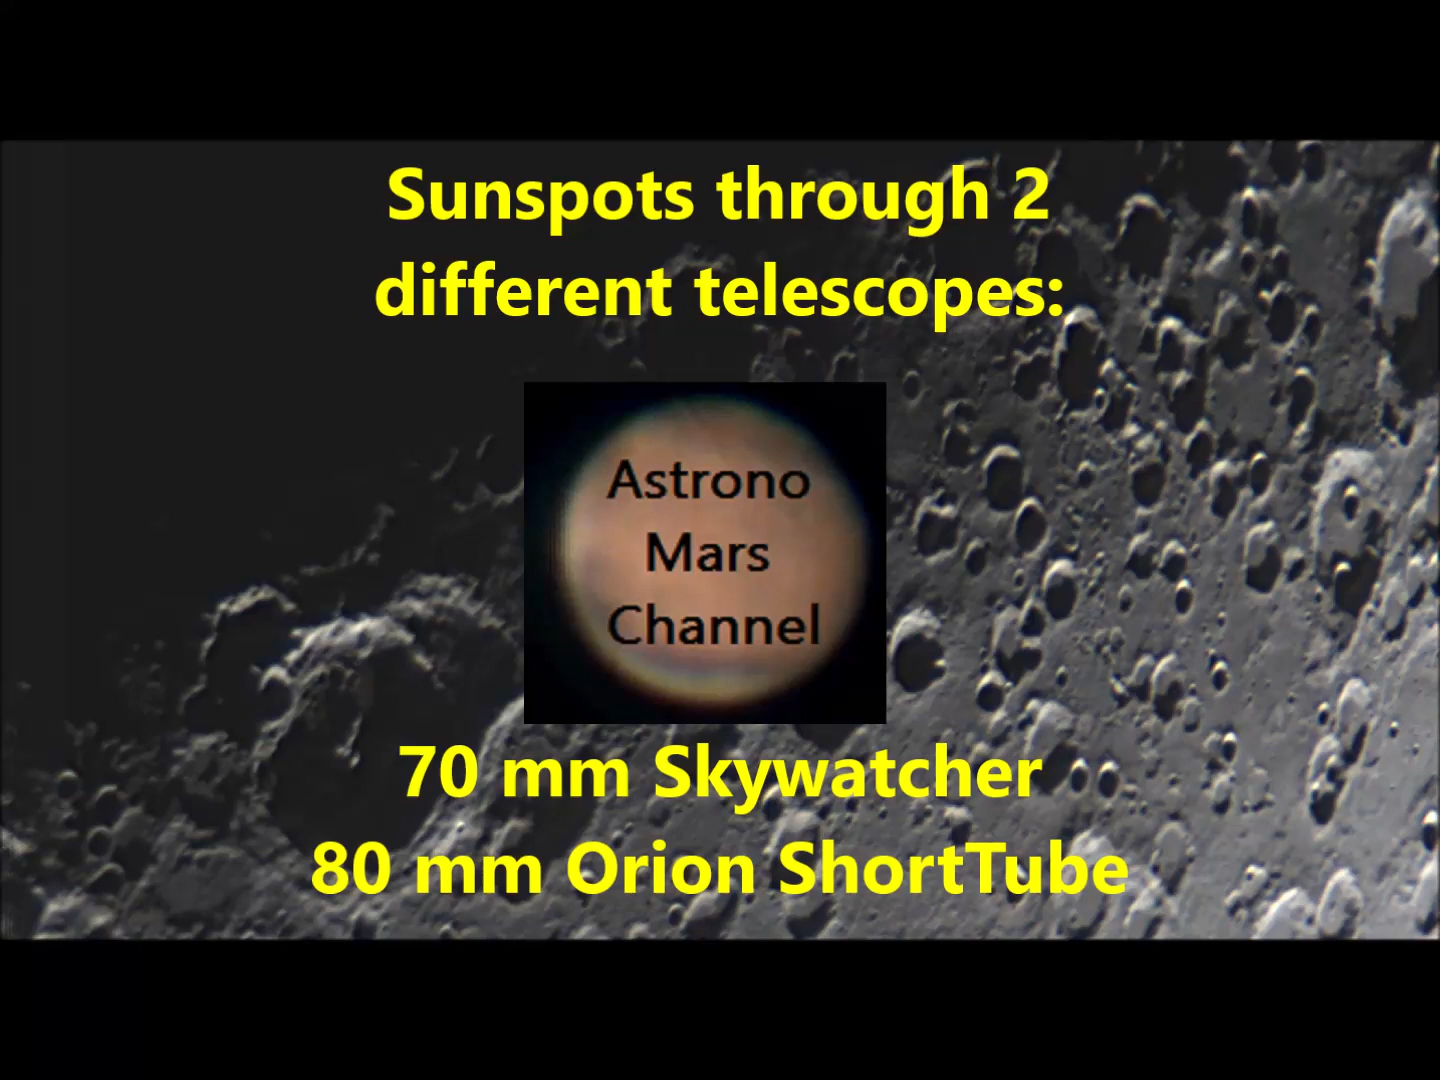 Sunspots through 2
different telescopes:
Astrono
Mars
Channel
70 mm Skywatcher
80 mm Orion ShortTube